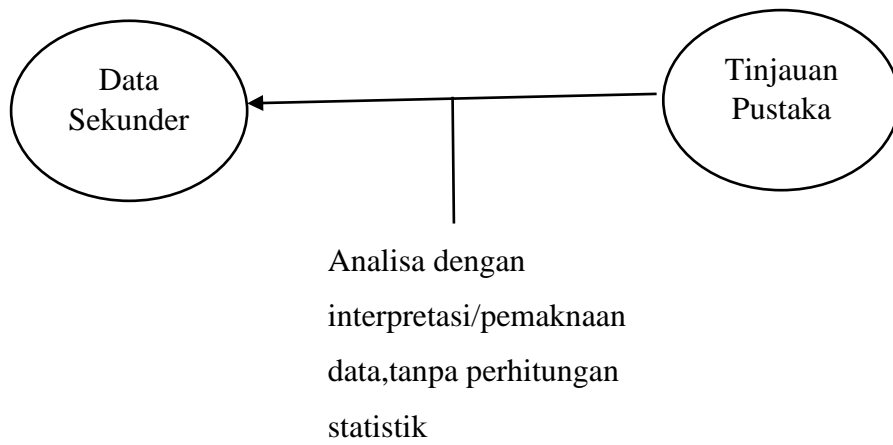 Data
Sekunder
Tinjauan
Pustaka
Analisa dengan
interpretasi/pemaknaan
data,tanpa perhitungan
statistik